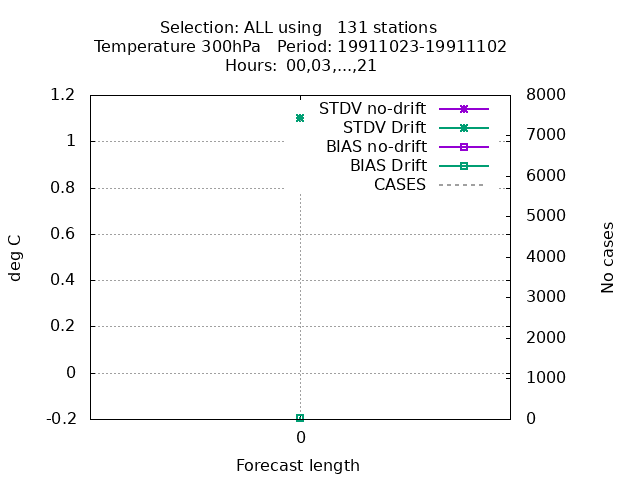 Selection: ALL using   131 stations
Temperature 300hPa   Period: 19911023-19911102
Hours:  00,03,...,21
1.2
1
0.8
0.6
0.4
0.2
0
-0.2
deg C
STDV no-drift
STDV Drift
BIAS no-drift
BIAS Drift
CASES
8000
7000
6000
5000
4000
3000
2000
1000
0
No cases
0
Forecast length